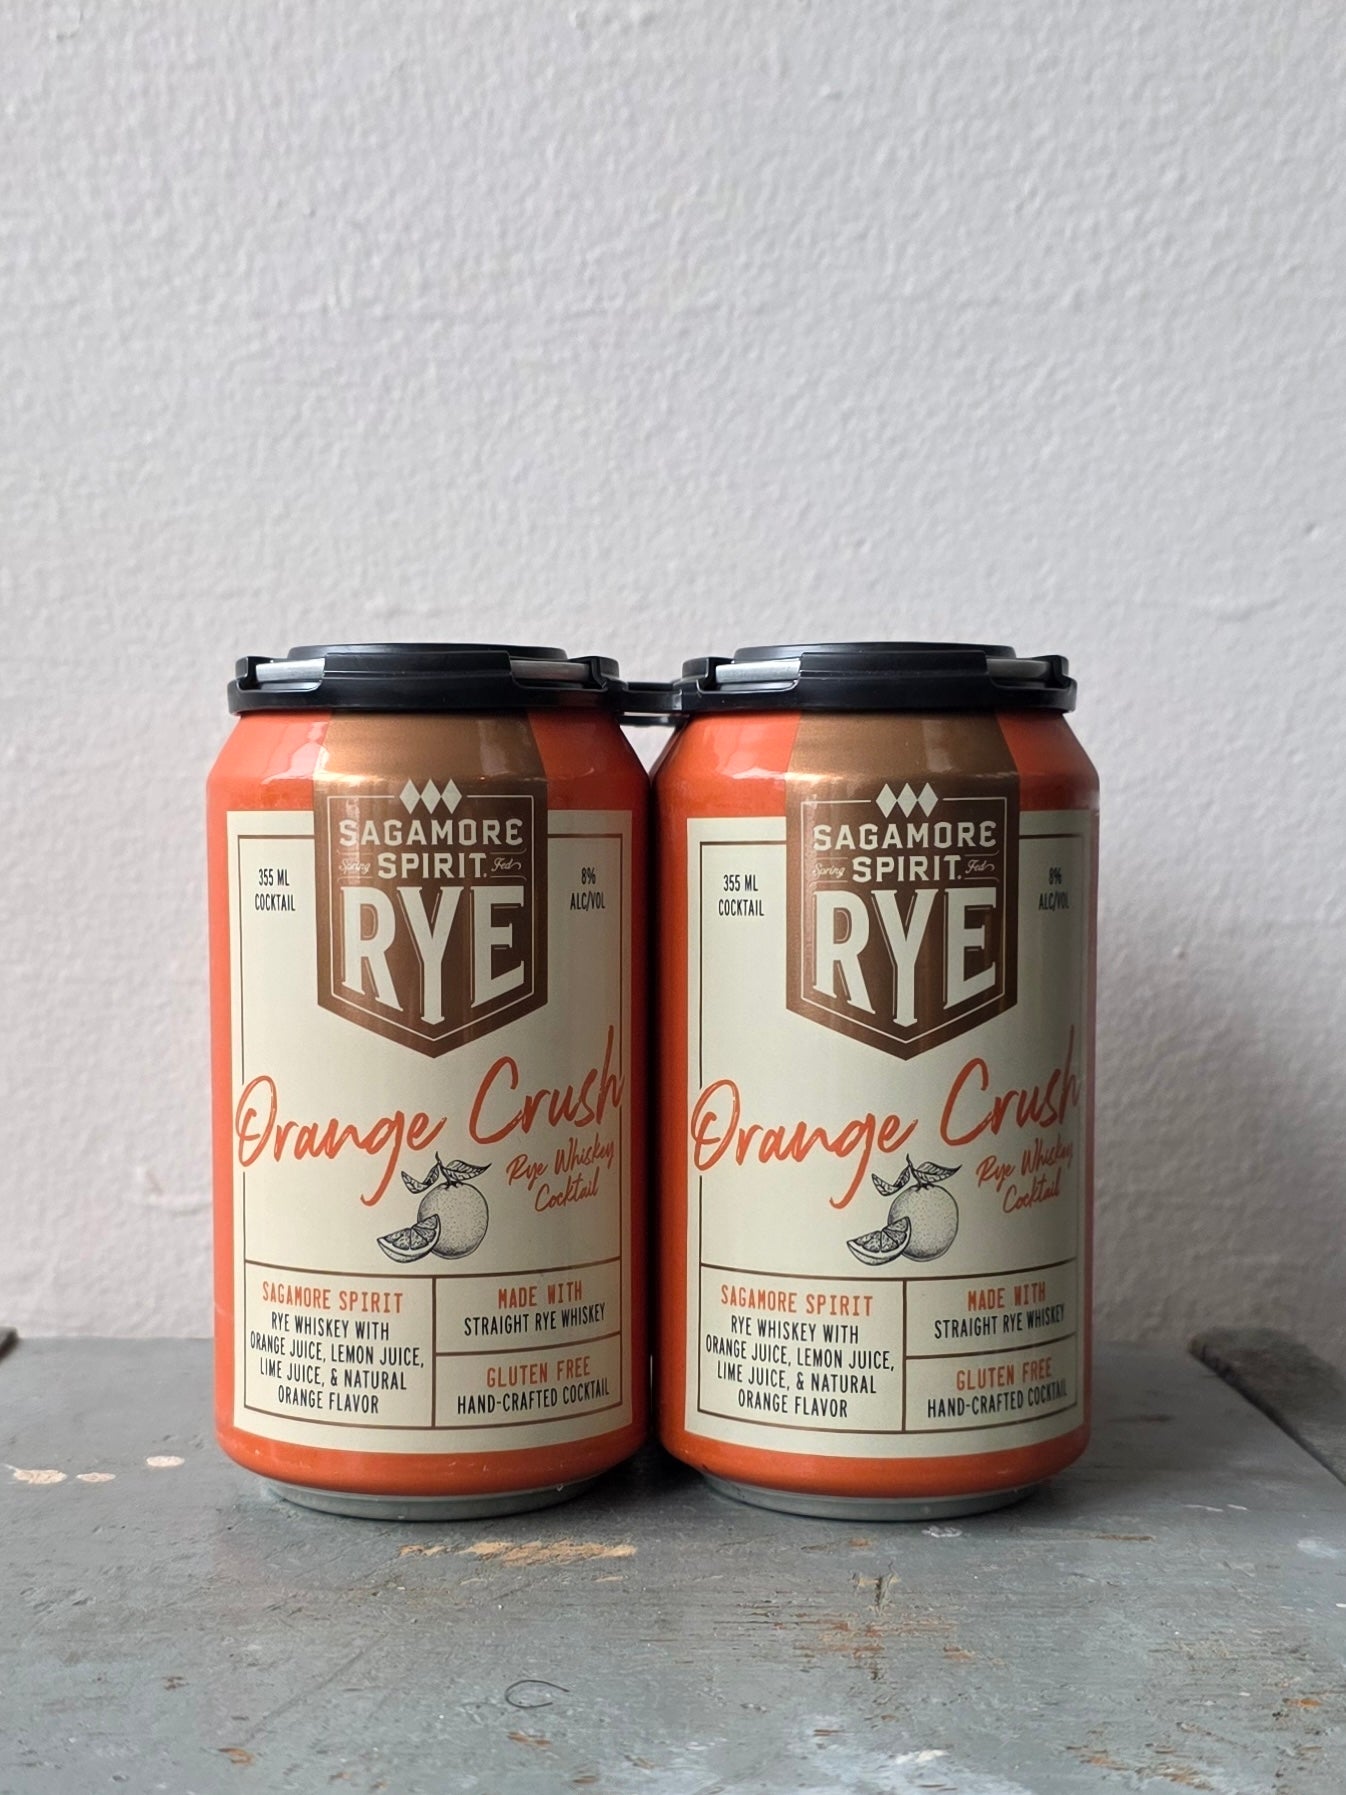 SAGAMORE
Spring SPIRIT. Fed
RYE
355 ML
COCKTAIL
8%
ALC/VOL
Orange Crush
Rye Whiskey
Cocktail
SAGAMORE SPIRIT
RYE WHISKEY WITH
ORANGE JUICE, LEMON JUICE,
LIME JUICE, & NATURAL
ORANGE FLAVOR
MADE WITH
STRAIGHT RYE WHISKEY
GLUTEN FREE
HAND-CRAFTED COCKTAIL
SAGAMORE
Spring SPIRIT. Fed
RYE
355 ML
COCKTAIL
8%
ALC/VOL
Orange Crush
Rye Whiskey
Cocktail
SAGAMORE SPIRIT
RYE WHISKEY WITH
ORANGE JUICE, LEMON JUICE,
LIME JUICE, & NATURAL
ORANGE FLAVOR
MADE WITH
STRAIGHT RYE WHISKEY
GLUTEN FREE
HAND-CRAFTED COCKTAIL